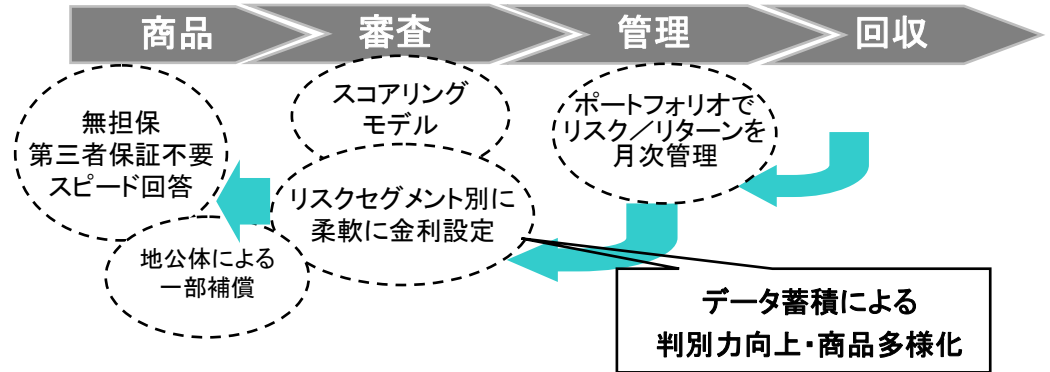 商品
審査
管理
回収
無担保
第三者保証不要
スピード回答
地公体による
一部補償
スコアリング
モデル
リスクセグメント別に
柔軟に金利設定
ポートフォリオで
リスク／リターンを
月次管理
データ蓄積による
判別力向上・商品多様化